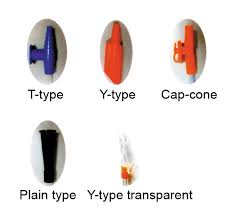 T-type
Y-type
Cap-cone
Plain type
Y-type transparent